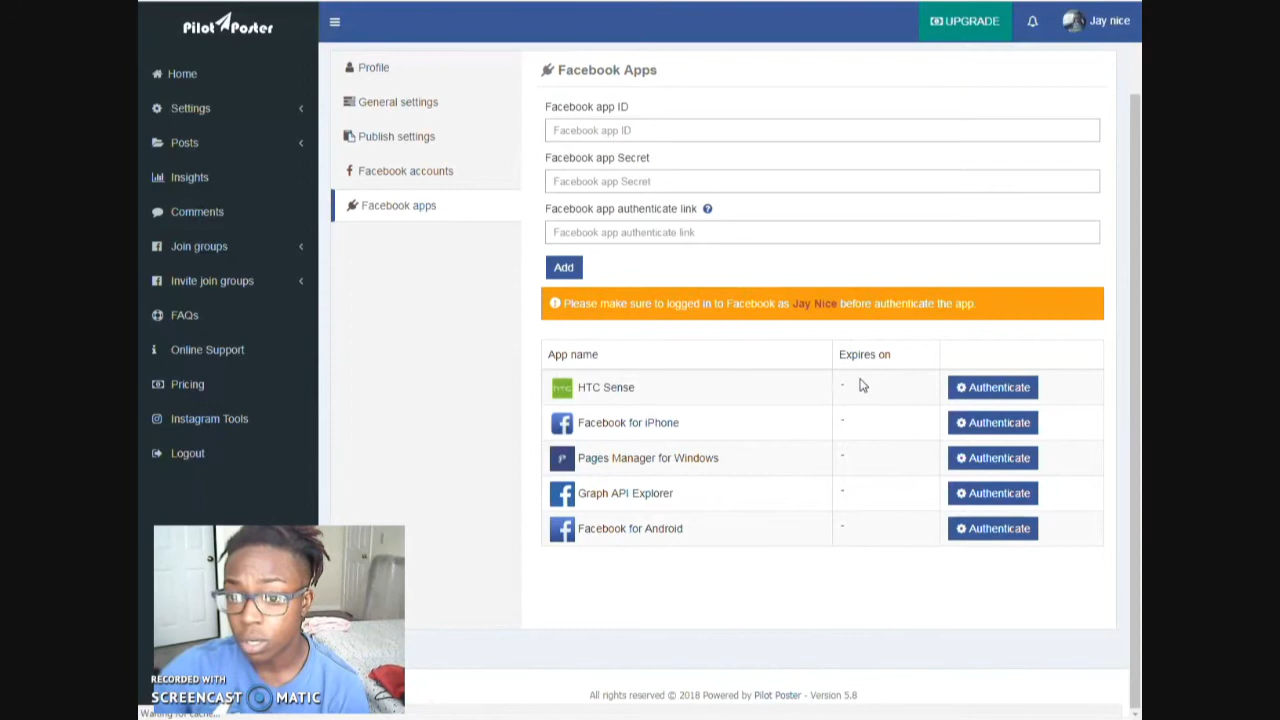 Pilot Poster
UPGRADE
Jay nice
Home
Settings
Posts
Insights
Comments
Join groups
Invite join groups
FAQs
Online Support
Pricing
Instagram Tools
Logout
Profile
General settings
Publish settings
Facebook accounts
Facebook apps
Facebook Apps
Facebook app ID
Facebook app ID
Facebook app Secret
Facebook app Secret
Facebook app authenticate link
Facebook app authenticate link
Add
Please make sure to logged in to Facebook as Jay Nice before authenticate the app.
App name Expires on
hTC HTC Sense - Authenticate
Facebook for iPhone - Authenticate
P Pages Manager for Windows - Authenticate
Graph API Explorer - Authenticate
Facebook for Android - Authenticate
RECORDED WITH
SCREENCAST MATIC
All rights reserved © 2018 Powered by Pilot Poster - Version 5.8
Waiting for cache...